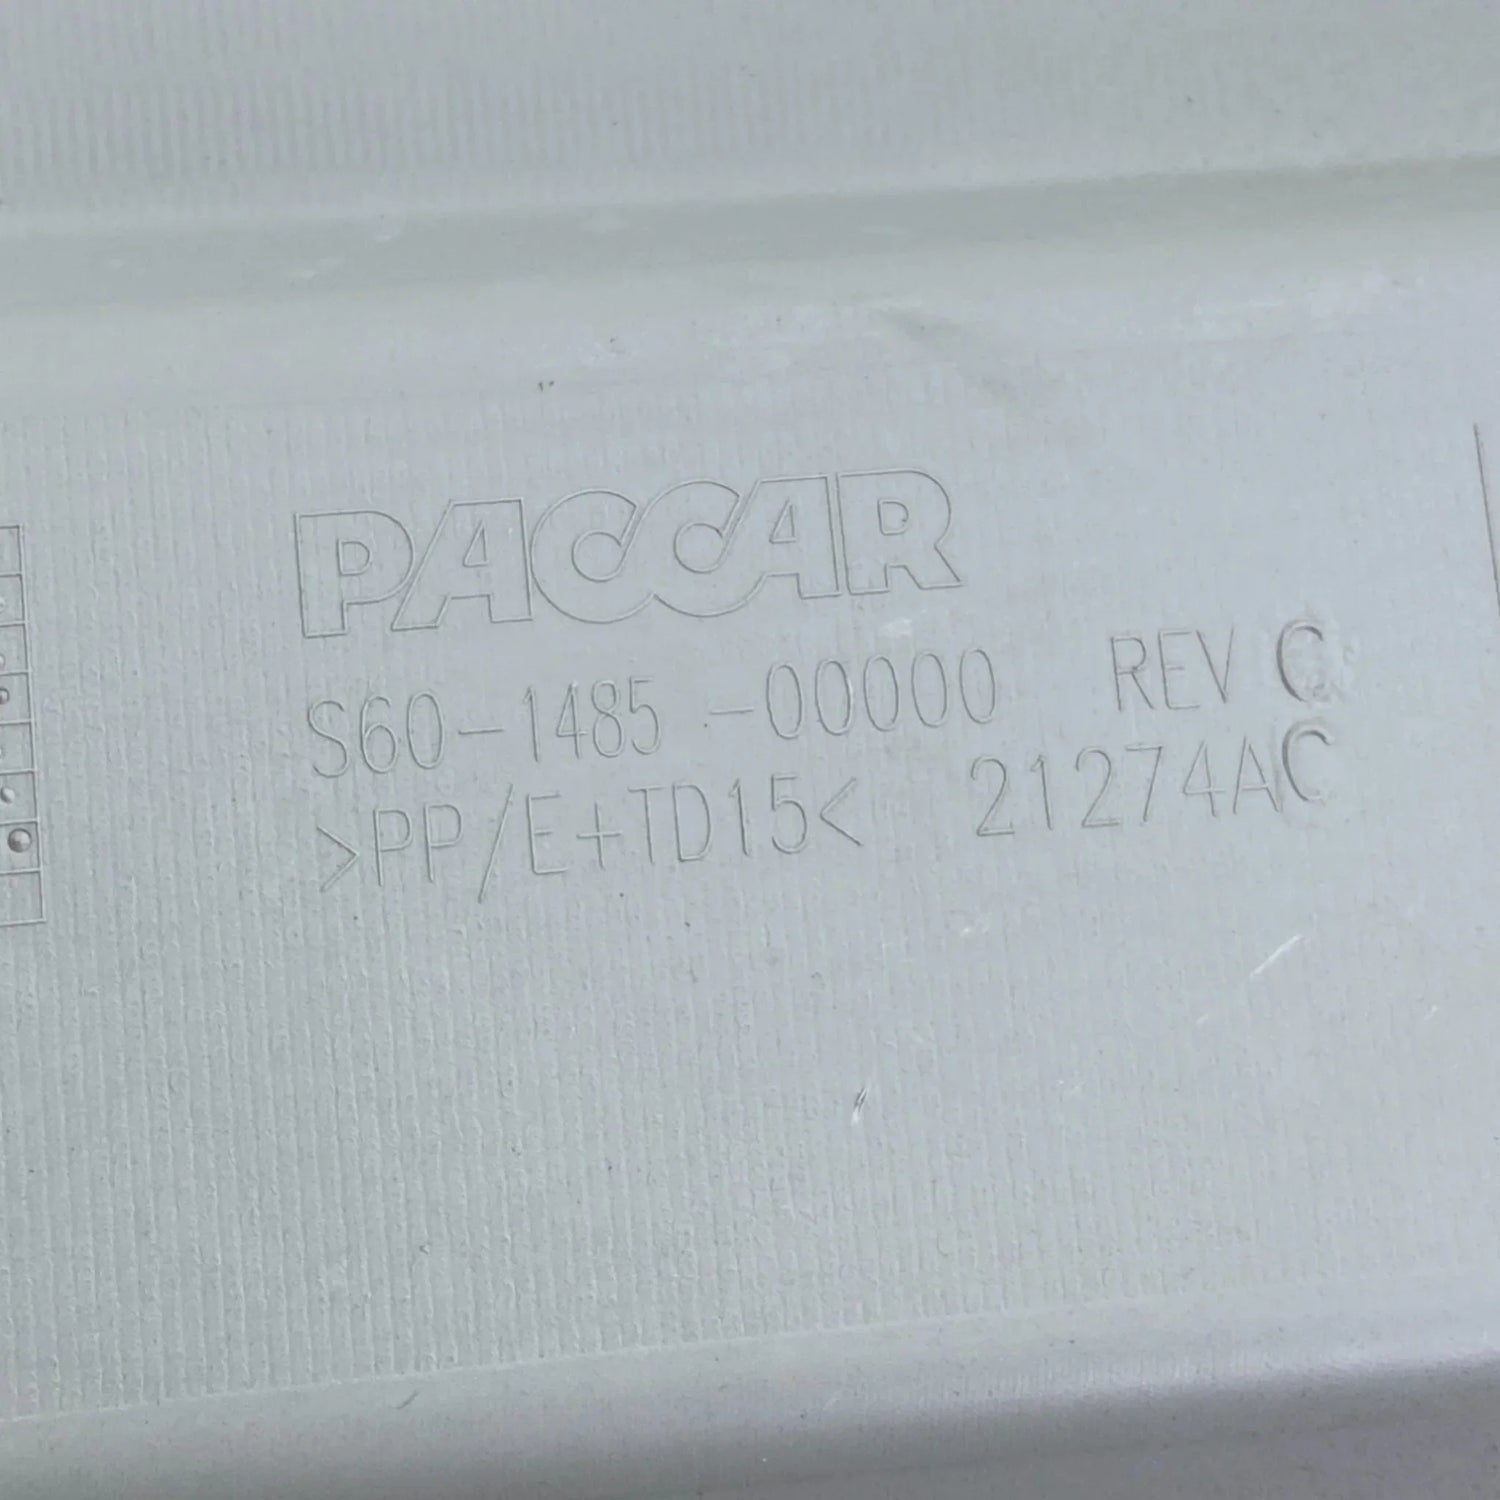 PACCAR
S60-1485-00000 REV C
>PP/E+TD15< 21274AC